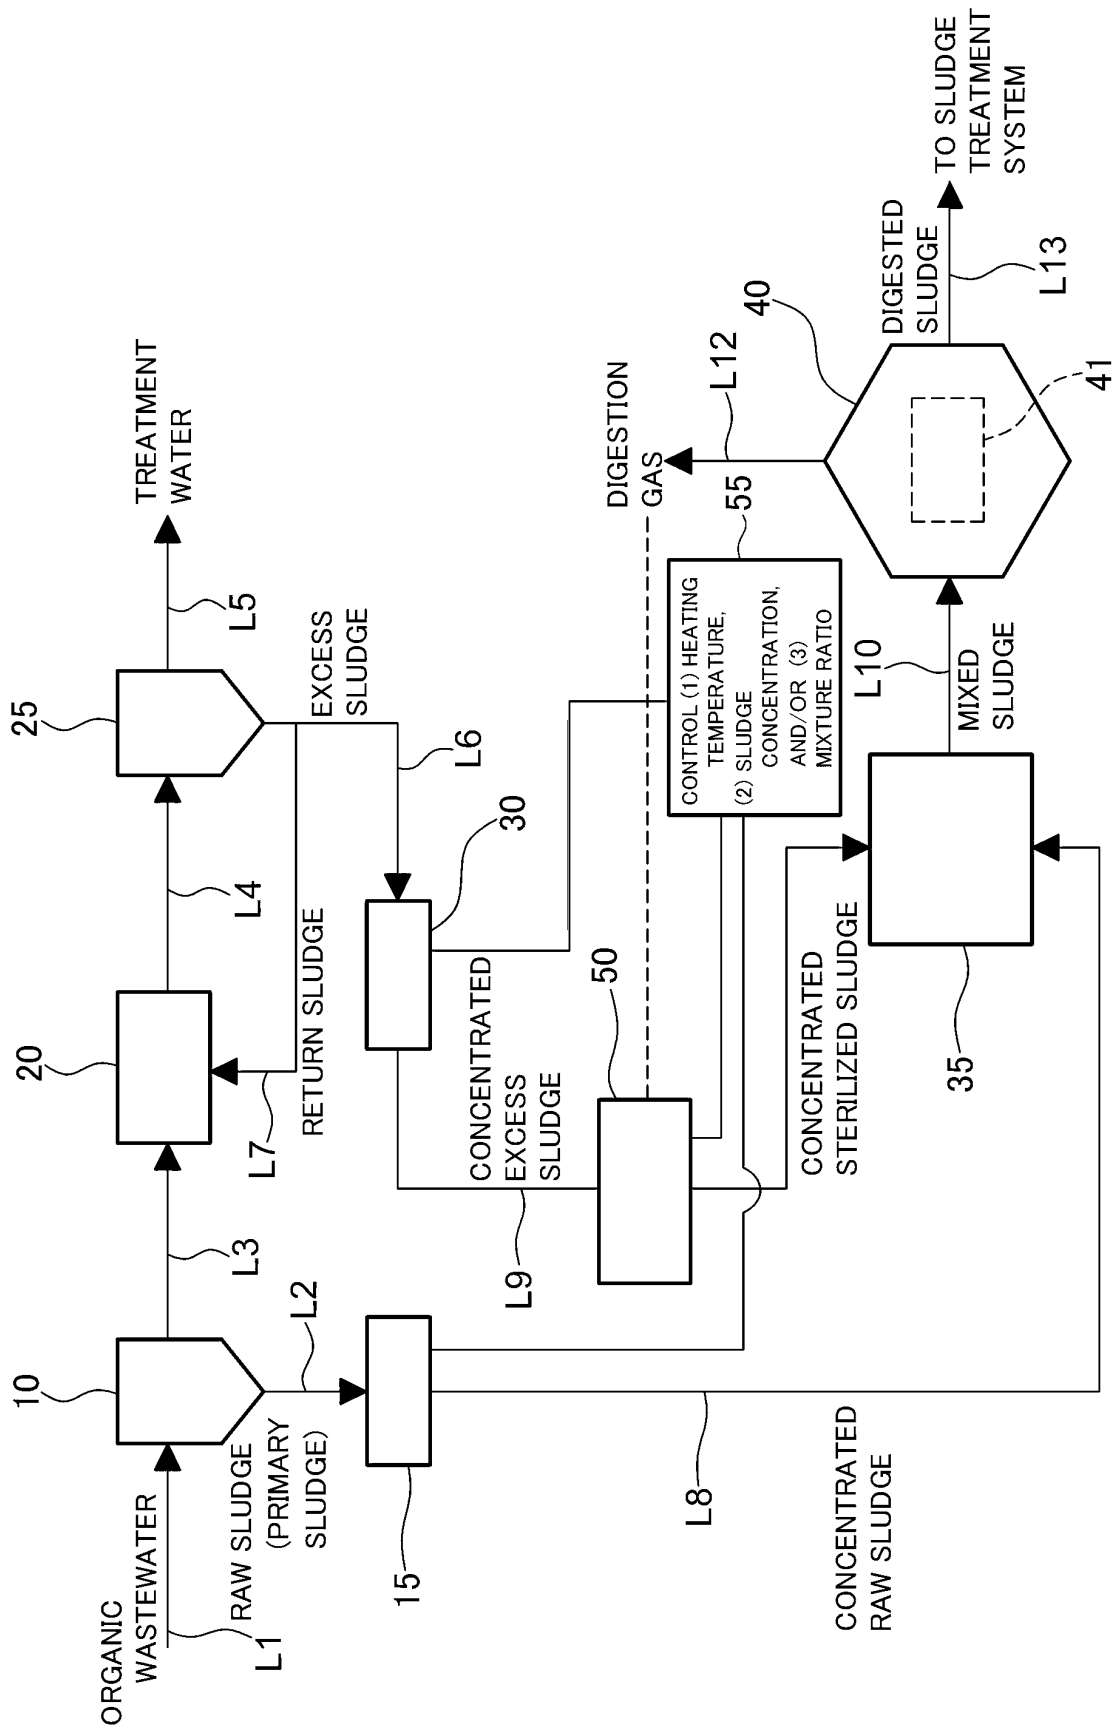 ORGANIC
WASTEWATER
L1
10
L3
20
L4
25
L5
TREATMENT
WATER
RAW SLUDGE
(PRIMARY
SLUDGE)
L2
L7
RETURN SLUDGE
EXCESS
SLUDGE
L6
15
30
CONCENTRATED
EXCESS
SLUDGE
L9
50
DIGESTION
GAS
L12
55
CONTROL (1) HEATING
TEMPERATURE,
(2) SLUDGE
CONCENTRATION,
AND/OR (3)
MIXTURE RATIO
40
L8
CONCENTRATED
RAW SLUDGE
CONCENTRATED
STERILIZED SLUDGE
35
L10
MIXED
SLUDGE
41
DIGESTED
SLUDGE
L13
TO SLUDGE
TREATMENT
SYSTEM